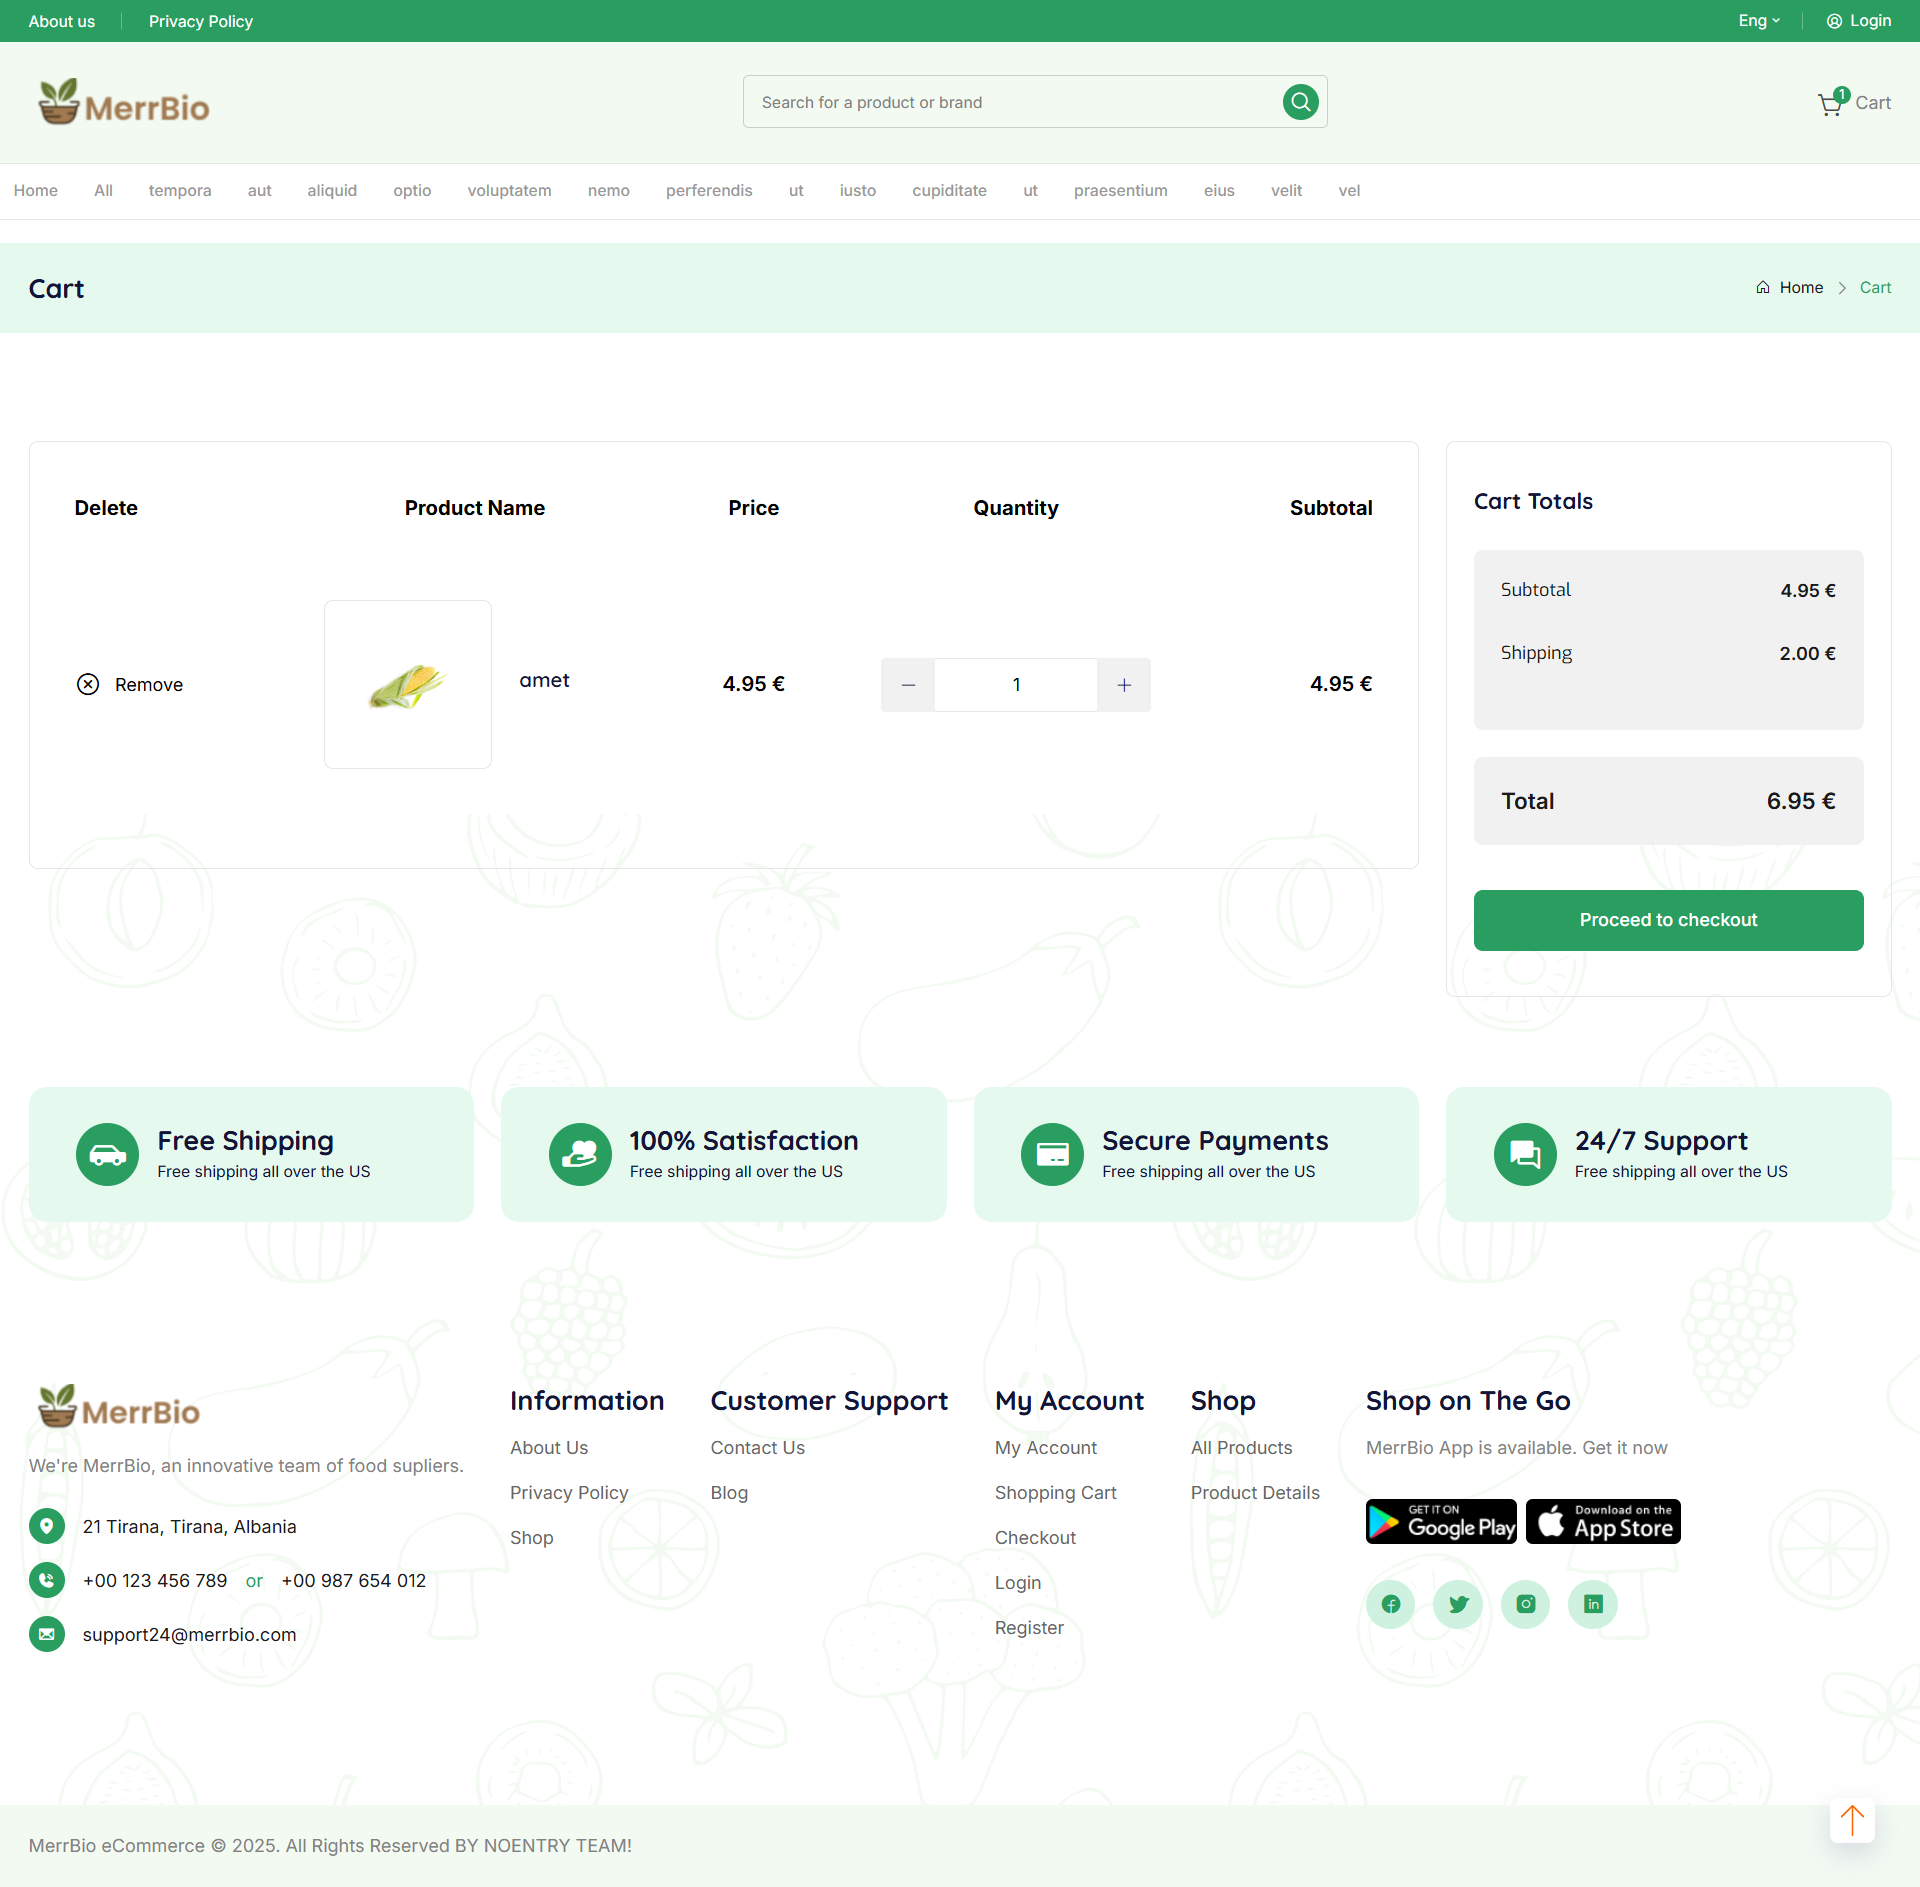 About us
Privacy Policy
Eng
Login
MerrBio
Search for a product or brand
1
Cart
Home
All
tempora
aut
aliquid
optio
voluptatem
nemo
perferendis
ut
iusto
cupiditate
ut
praesentium
eius
velit
vel
Cart
Home
Cart
Delete
Product Name
Price
Quantity
Subtotal
Remove
amet
4.95 €
1
4.95 €
Cart Totals
Subtotal
4.95 €
Shipping
2.00 €
Total
6.95 €
Proceed to checkout
Free Shipping
Free shipping all over the US
100% Satisfaction
Free shipping all over the US
Secure Payments
Free shipping all over the US
24/7 Support
Free shipping all over the US
MerrBio
We're MerrBio, an innovative team of food supliers.
21 Tirana, Tirana, Albania
+00 123 456 789 or +00 987 654 012
support24@merrbio.com
Information
About Us
Privacy Policy
Shop
Customer Support
Contact Us
Blog
My Account
My Account
Shopping Cart
Checkout
Login
Register
Shop
All Products
Product Details
Shop on The Go
MerrBio App is available. Get it now
GET IT ON
Google Play
Download on the
App Store
MerrBio eCommerce © 2025. All Rights Reserved BY NOENTRY TEAM!